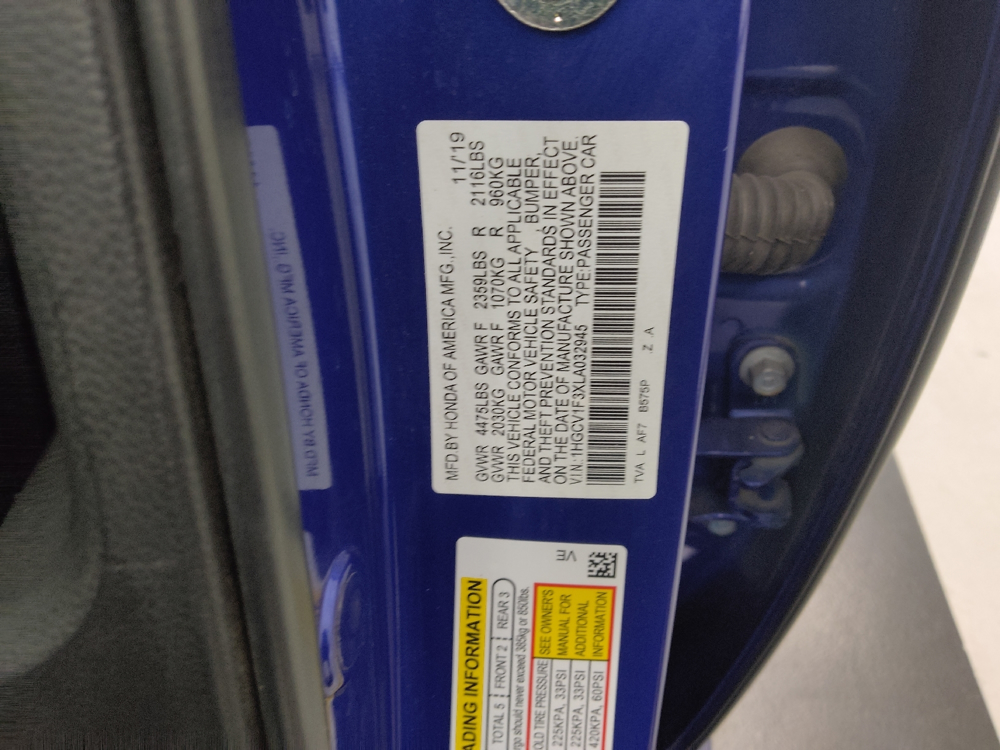 MFD.BY HONDA OF AMERICA MFG.,INC. 11/'19
GVWR 4475LBS GAWR F 2359LBS R 2116LBS
GVWR 2030KG GAWR F 1070KG R 960KG
THIS VEHICLE CONFORMS TO ALL APPLICABLE
FEDERAL MOTOR VEHICLE SAFETY BUMPER,
AND THEFT PREVENTION STANDARDS IN EFFECT
ON THE DATE OF MANUFACTURE SHOWN ABOVE.
V.I.N.:1HGCV1F3XLA032945 TYPE:PASSENGER CAR
TVA L AF7 B575P .Z .A
ADING INFORMATION
TOTAL 5 FRONT 2 REAR 3
go should never exceed 385kg or 850lbs.
OLD TIRE PRESSURE SEE OWNER'S
225KPA, 33PSI MANUAL FOR
225KPA, 33PSI ADDITIONAL
420KPA, 60PSI INFORMATION